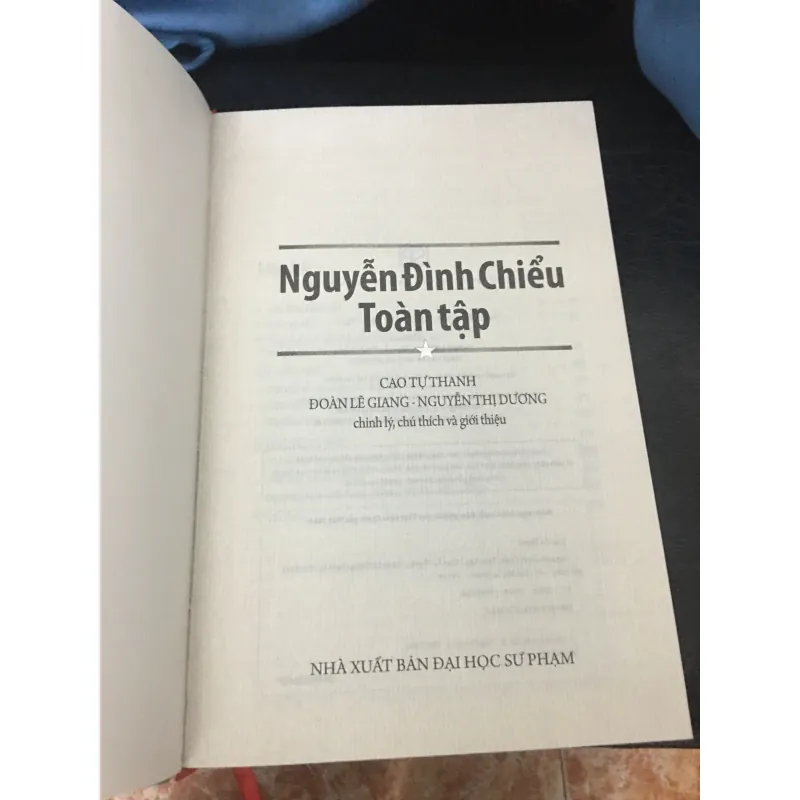 Nguyễn Đình Chiểu
Toàn tập
CAO TỰ THANH
ĐOÀN LÊ GIANG - NGUYỄN THỊ DƯƠNG
chỉnh lý, chú thích và giới thiệu
NHÀ XUẤT BẢN ĐẠI HỌC SƯ PHẠM